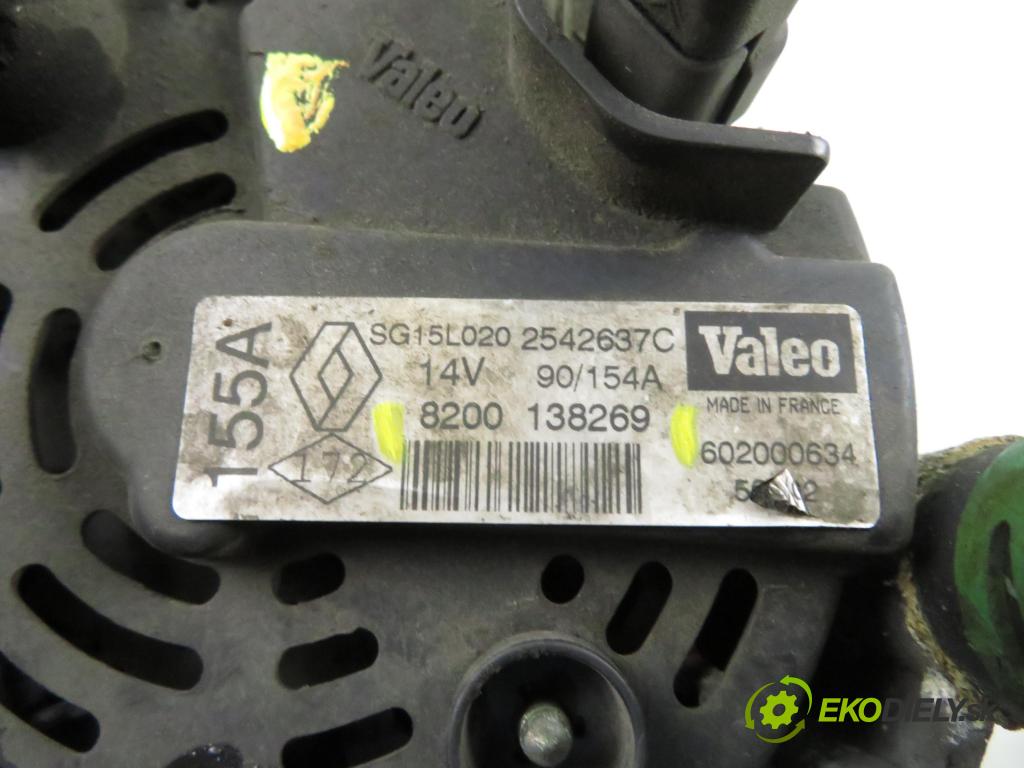 Valeo
155A
SG15L020 2542637C
14V 90/154A
8200 138269
172
Valeo
MADE IN FRANCE
602000634
EKODIELY.sk